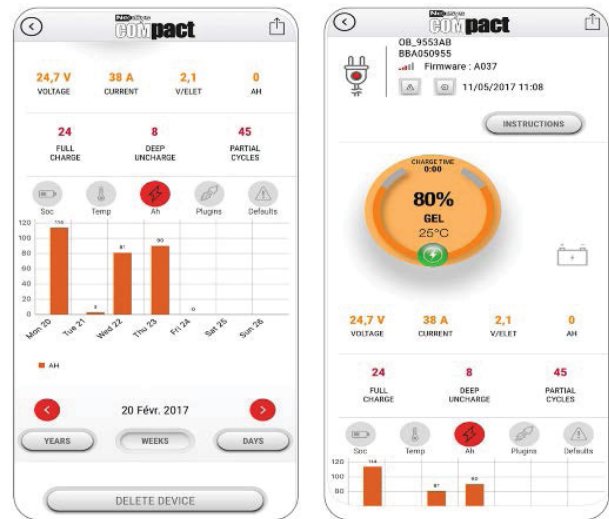 compact
24,7 V 38 A 2,1 0
VOLTAGE CURRENT V/ELET AH
24 8 45
FULL CHARGE DEEP UNCHARGE PARTIAL CYCLES
Soc Temp Ah Plugins Defaults
120
100
80
60
40
20
0
81
0
Mon 20 Tue 21 Wed 22 Thu 23 Fri 24 Sat 25 Sun 26
AH
20 Févr. 2017
YEARS WEEKS DAYS
DELETE DEVICE
compact
OB_9553AB
BBA050955
Firmware : A037
11/05/2017 11:08
INSTRUCTIONS
CHARGE TIME
0:00
80%
GEL
25°C
24,7 V 38 A 2,1 0
VOLTAGE CURRENT V/ELET AH
24 8 45
FULL CHARGE DEEP UNCHARGE PARTIAL CYCLES
Soc Temp Ah Plugins Defaults
120
100
80
81